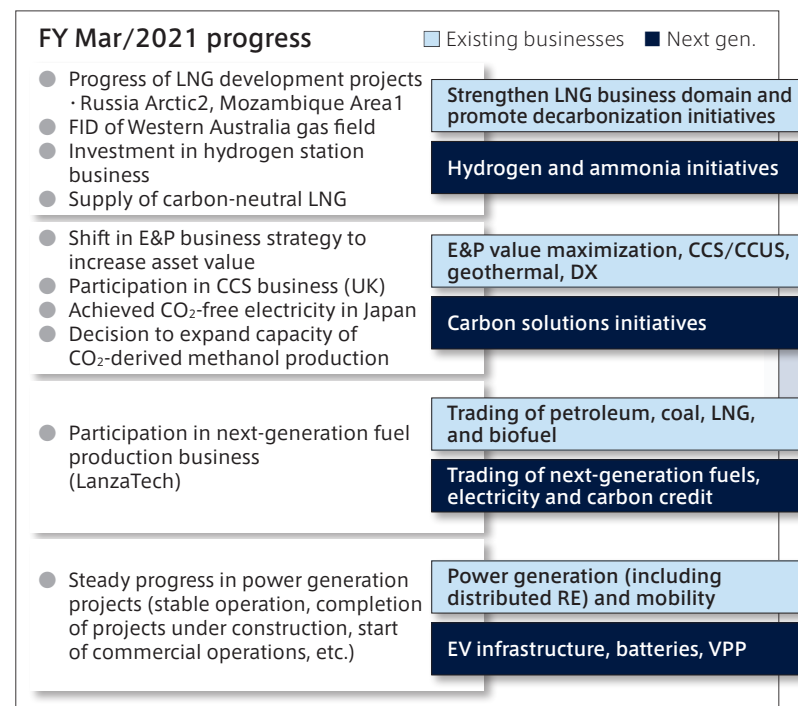 FY Mar/2021 progress
Existing businesses
Next gen.
● Progress of LNG development projects
・Russia Arctic2, Mozambique Area1
● FID of Western Australia gas field
● Investment in hydrogen station
business
● Supply of carbon-neutral LNG
Strengthen LNG business domain and
promote decarbonization initiatives
Hydrogen and ammonia initiatives
● Shift in E&P business strategy to
increase asset value
● Participation in CCS business (UK)
● Achieved CO₂-free electricity in Japan
● Decision to expand capacity of
CO₂-derived methanol production
E&P value maximization, CCS/CCUS,
geothermal, DX
Carbon solutions initiatives
● Participation in next-generation fuel
production business
(LanzaTech)
Trading of petroleum, coal, LNG,
and biofuel
Trading of next-generation fuels,
electricity and carbon credit
● Steady progress in power generation
projects (stable operation, completion
of projects under construction, start
of commercial operations, etc.)
Power generation (including
distributed RE) and mobility
EV infrastructure, batteries, VPP